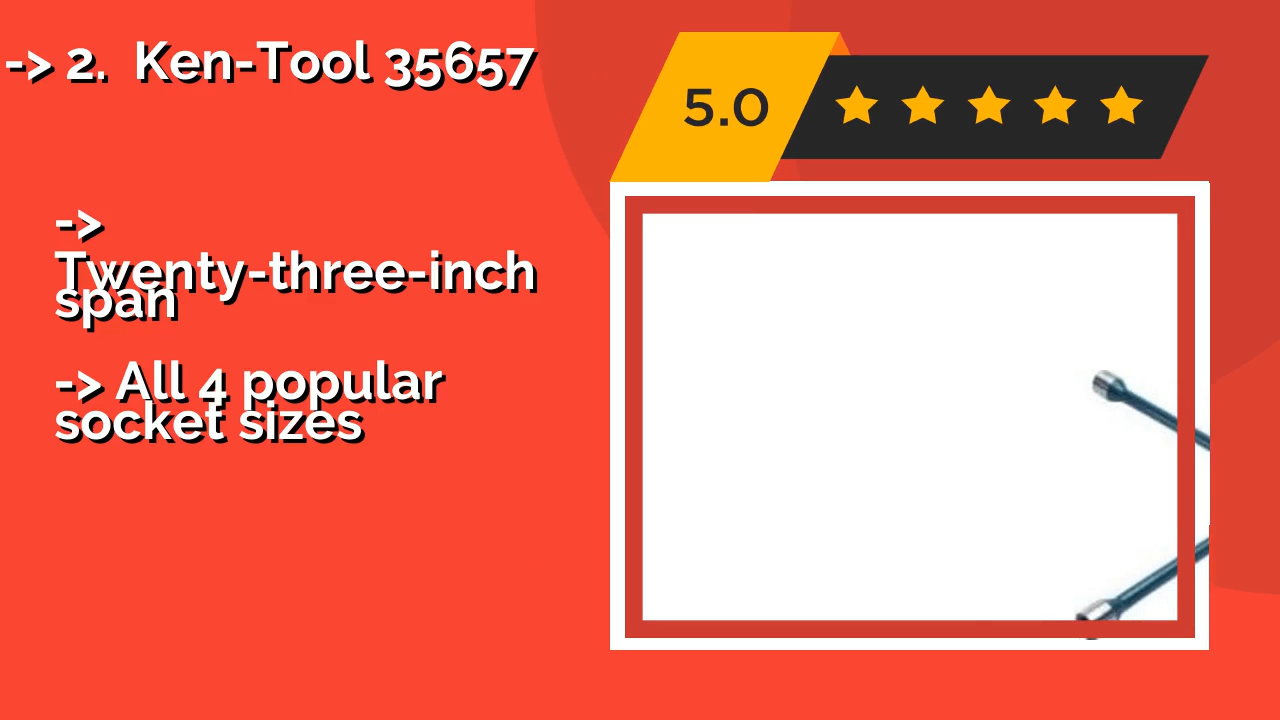 -> 2. Ken-Tool 35657
5.0
->
Twenty-three-inch
span
-> All 4 popular
socket sizes